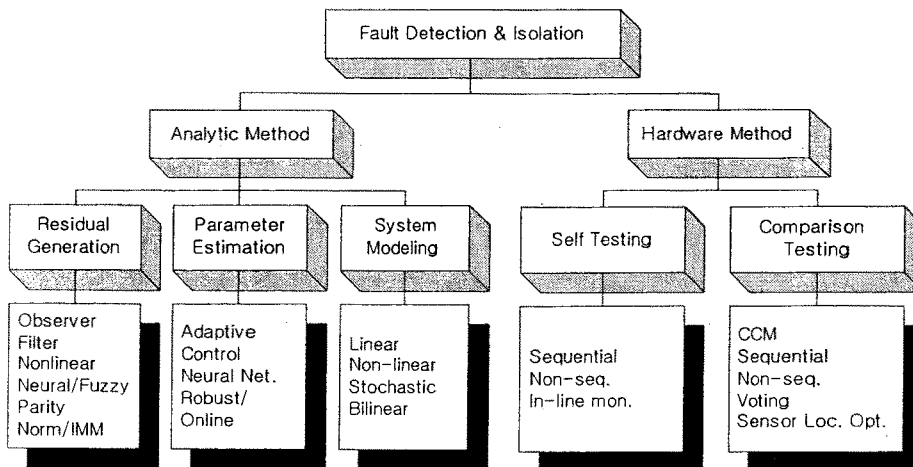 Fault Detection & Isolation
Analytic Method
Hardware Method
Residual
Generation
Parameter
Estimation
System
Modeling
Self Testing
Comparison
Testing
Observer
Filter
Nonlinear
Neural/Fuzzy
Parity
Norm/IMM
Adaptive
Control
Neural Net.
Robust/
Online
Linear
Non-linear
Stochastic
Bilinear
Sequential
Non-seq.
In-line mon.
CCM
Sequential
Non-seq.
Voting
Sensor Loc. Opt.